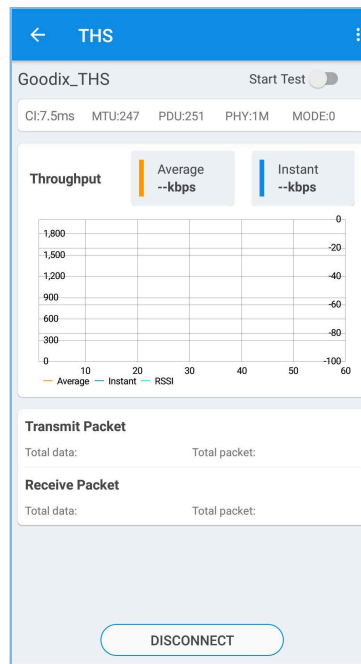 THS
Goodix_THS Start Test
CI:7.5ms MTU:247 PDU:251 PHY:1M MODE:0
Throughput
Average
--kbps
Instant
--kbps
0
1,800
1,500 -20
1,200 -40
900
600 -60
300 -80
0 -100
10 20 30 40 50 60
Average Instant RSSI
Transmit Packet
Total data: Total packet:
Receive Packet
Total data: Total packet:
DISCONNECT